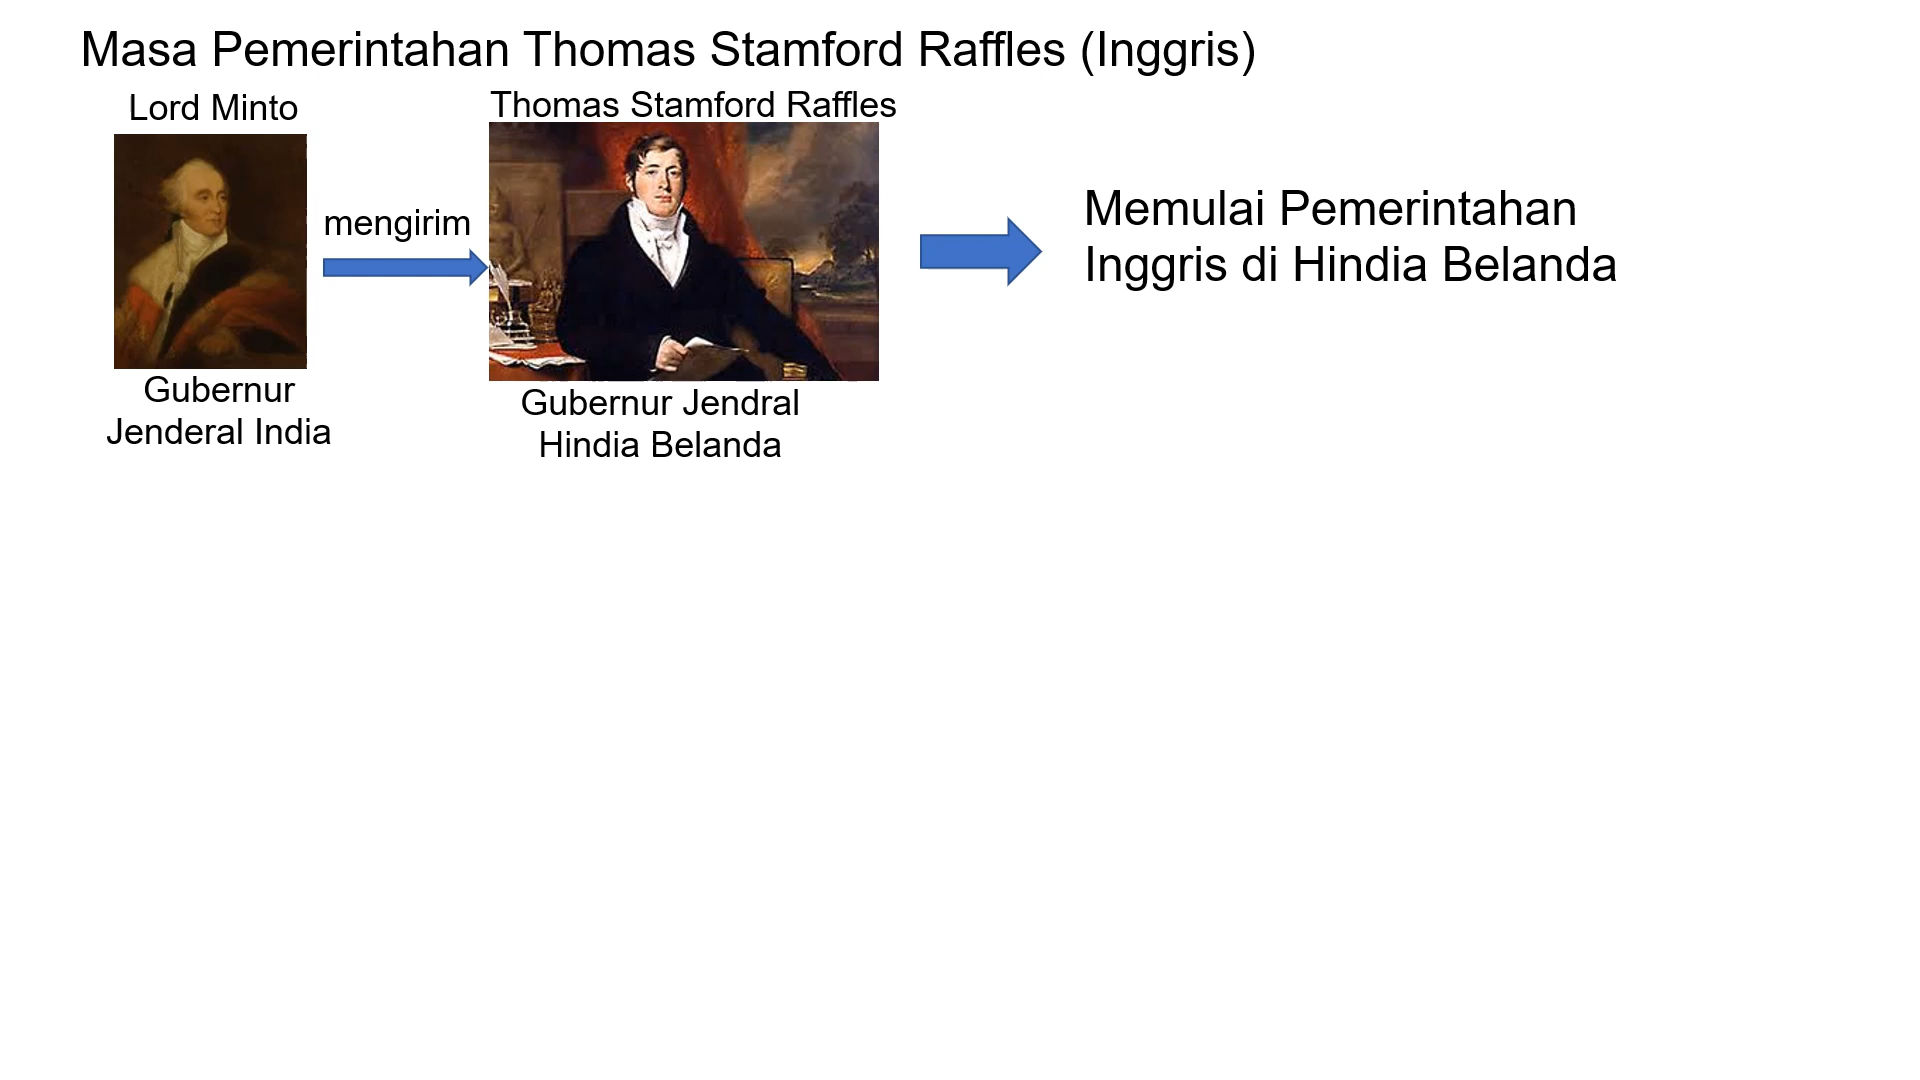 Masa Pemerintahan Thomas Stamford Raffles (Inggris)
Lord Minto
Thomas Stamford Raffles
mengirim
Memulai Pemerintahan
Inggris di Hindia Belanda
Gubernur
Jenderal India
Gubernur Jendral
Hindia Belanda